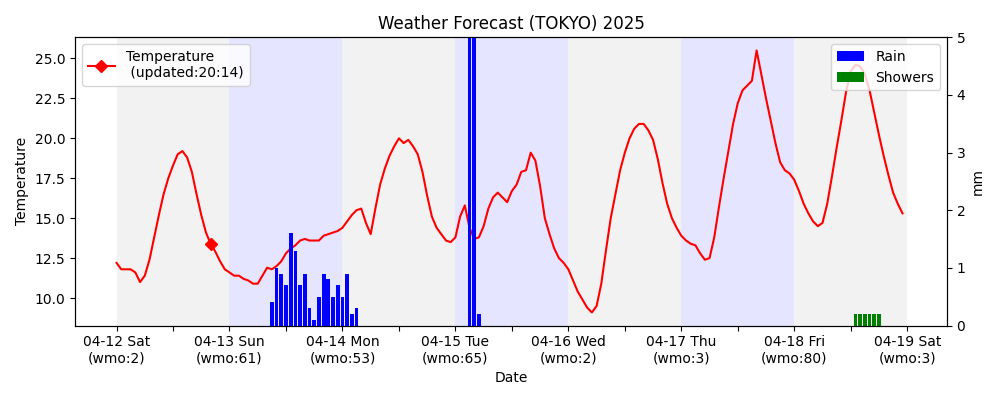 Weather Forecast (TOKYO) 2025
Temperature
(updated:20:14)
Rain
Showers
25.0
22.5
20.0
17.5
15.0
12.5
10.0
Temperature
5
4
3
2
1
0
mm
04-12 Sat
(wmo:2)
04-13 Sun
(wmo:61)
04-14 Mon
(wmo:53)
04-15 Tue
(wmo:65)
04-16 Wed
(wmo:2)
04-17 Thu
(wmo:3)
04-18 Fri
(wmo:80)
04-19 Sat
(wmo:3)
Date